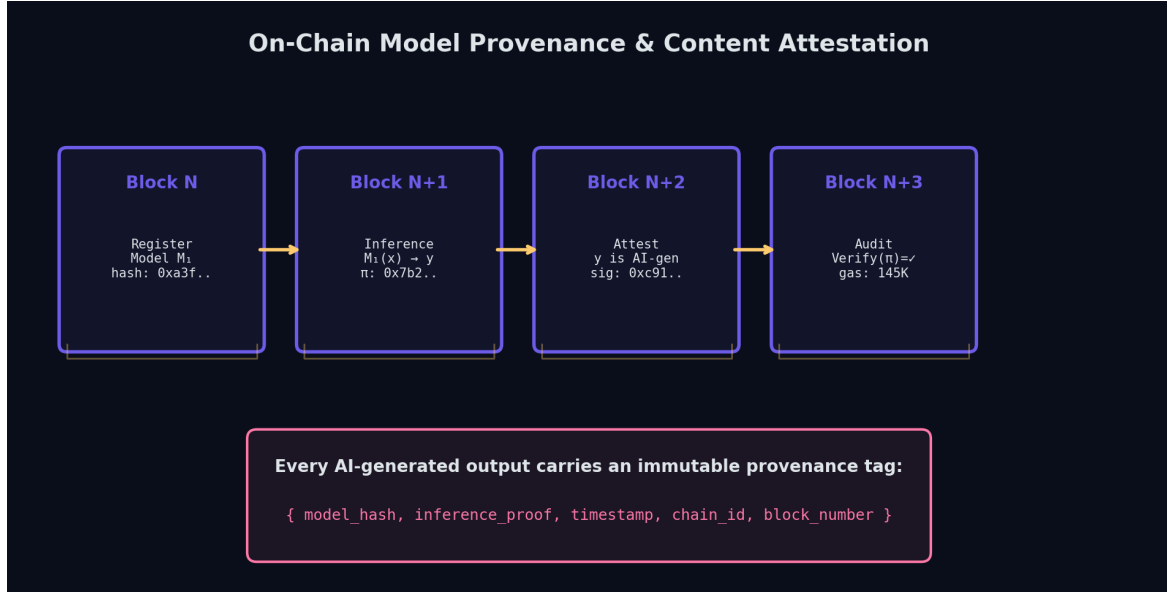 On-Chain Model Provenance & Content Attestation
Block N
Register
Model M₁
hash: 0xa3f..
Block N+1
Inference
M₁(x) → y
π: 0x7b2..
Block N+2
Attest
y is AI-gen
sig: 0xc91..
Block N+3
Audit
Verify(π)=✓
gas: 145K
Every AI-generated output carries an immutable provenance tag:
{ model_hash, inference_proof, timestamp, chain_id, block_number }